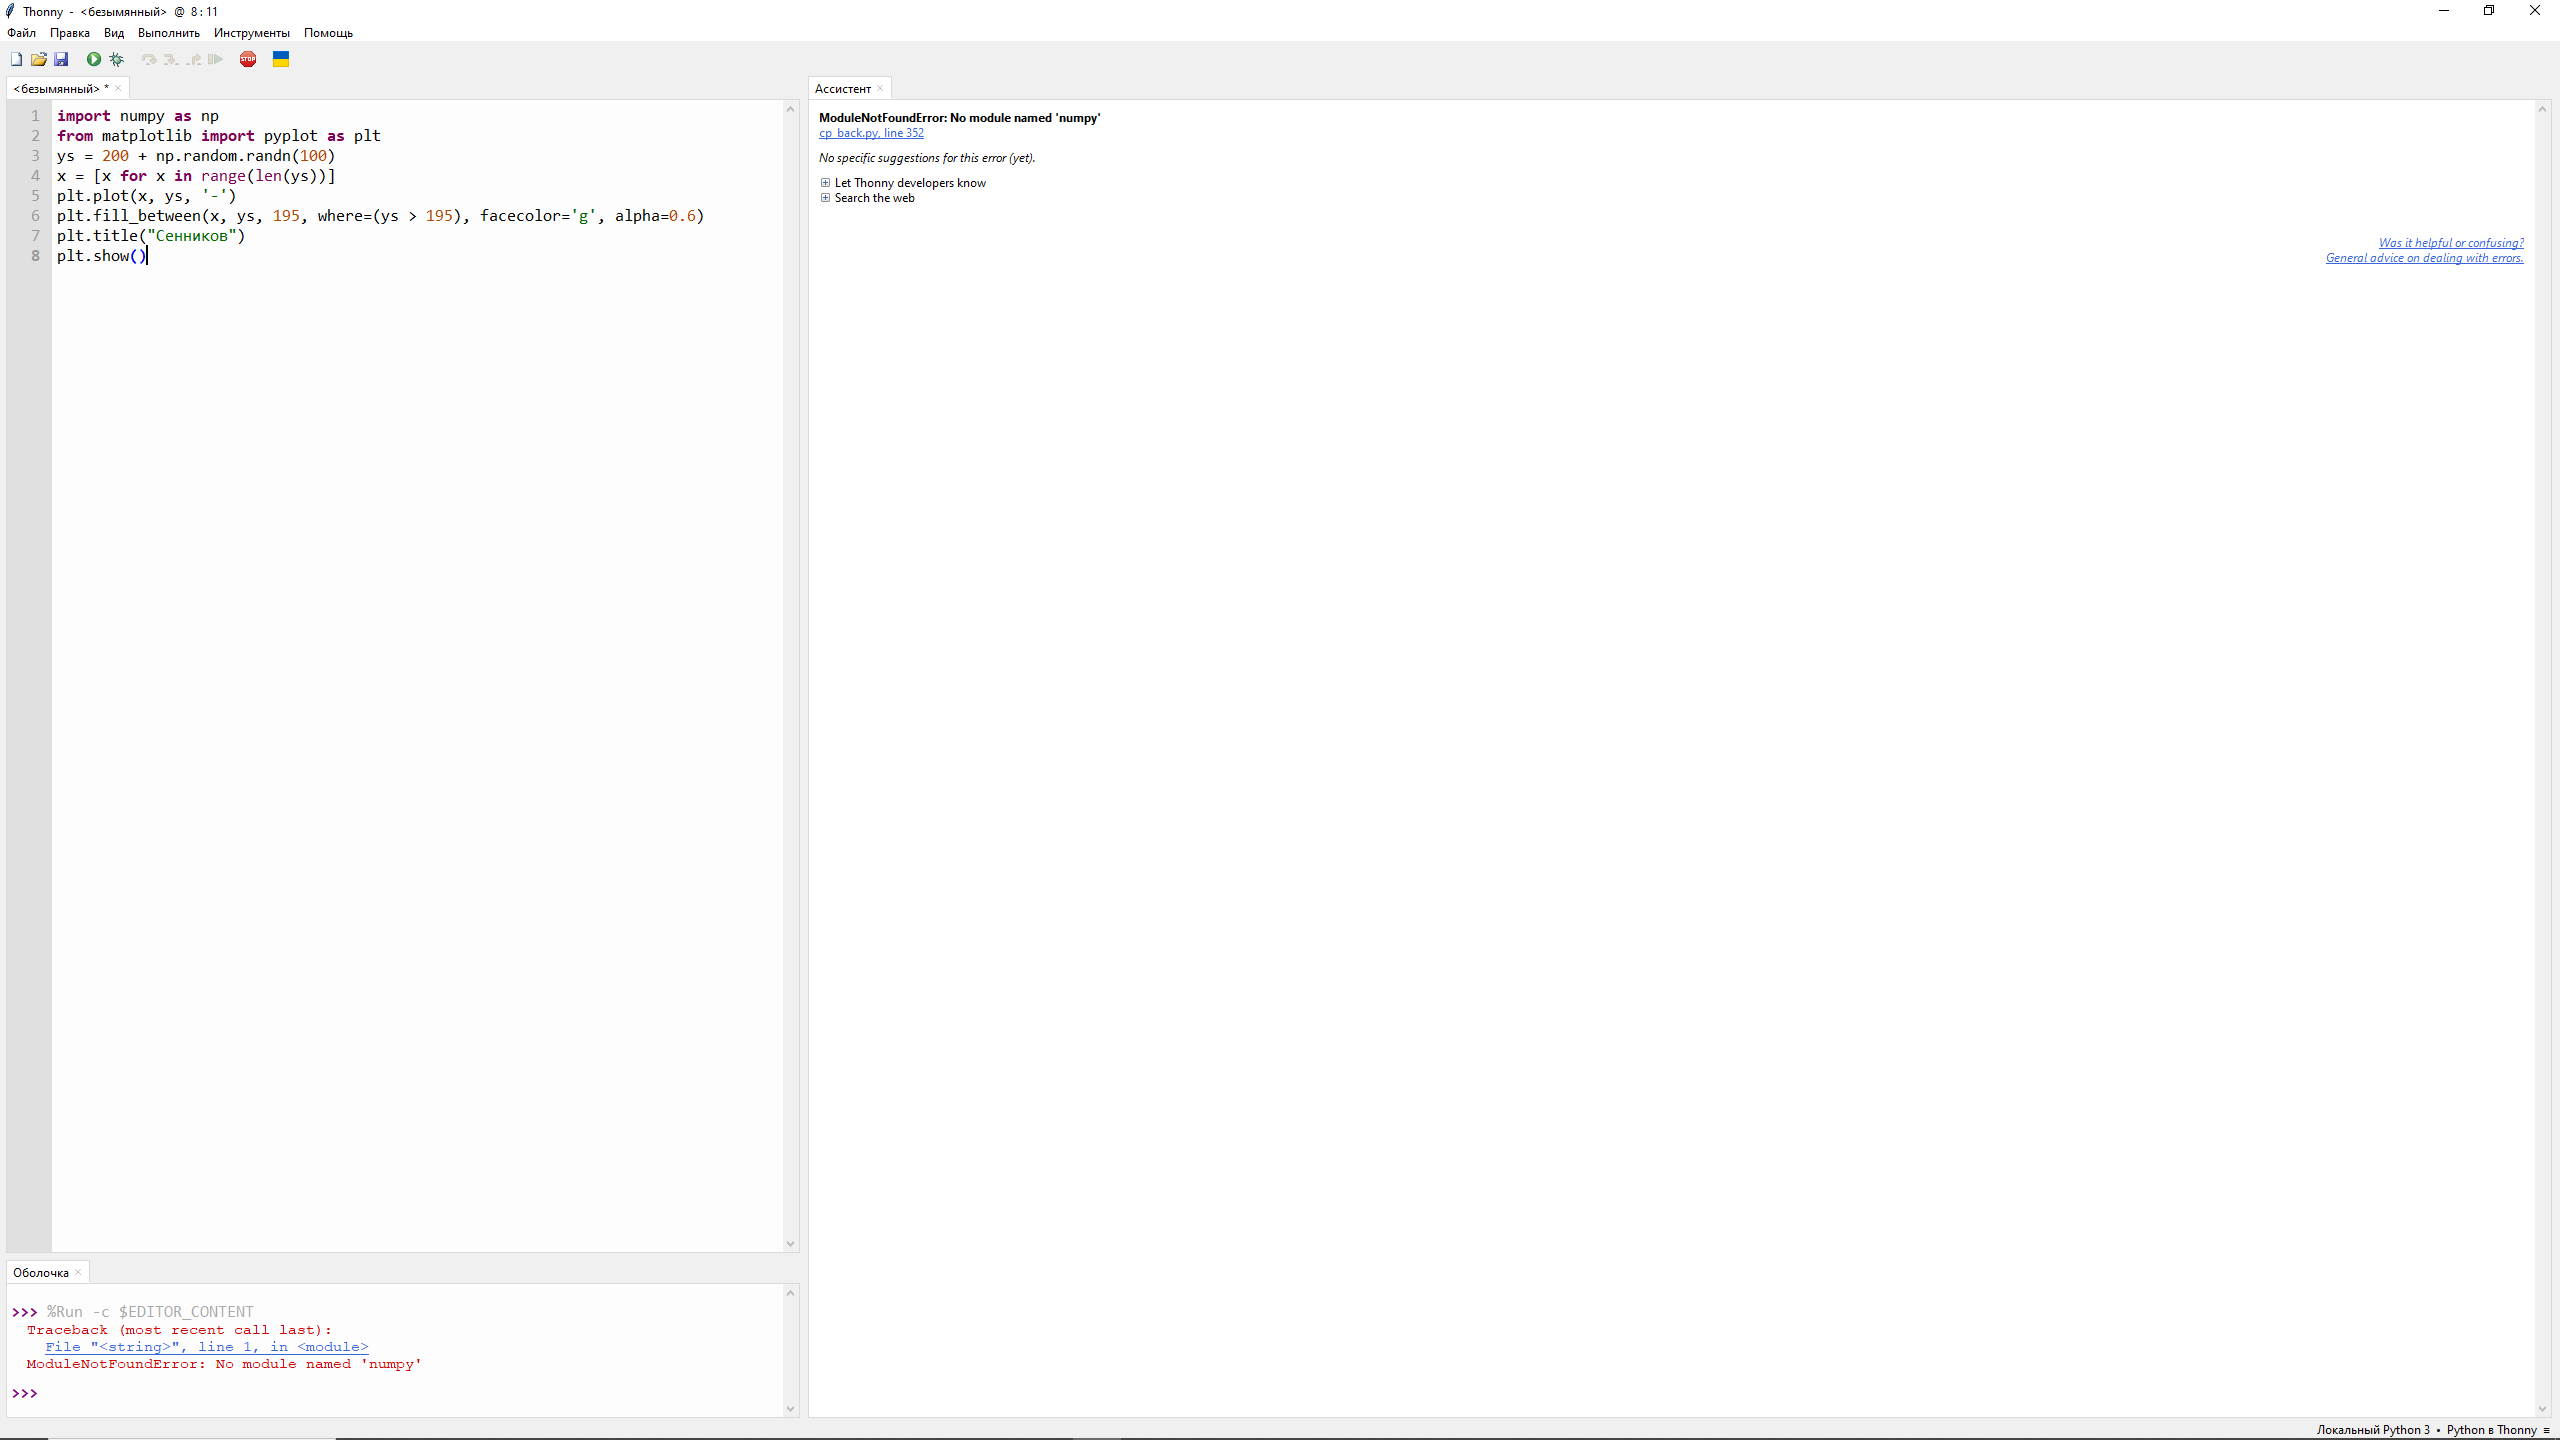 Thonny - <безымянный> @ 8:11
Файл Правка Вид Выполнить Инструменты Помощь
STOP
<безымянный> *
1 import numpy as np
2 from matplotlib import pyplot as plt
3 ys = 200 + np.random.randn(100)
4 x = [x for x in range(len(ys))]
5 plt.plot(x, ys, '-')
6 plt.fill_between(x, ys, 195, where=(ys > 195), facecolor='g', alpha=0.6)
7 plt.title("Сенников")
8 plt.show()
Оболочка
>>> %Run -c $EDITOR_CONTENT
Traceback (most recent call last):
File "<string>", line 1, in <module>
ModuleNotFoundError: No module named 'numpy'
>>>
Ассистент
ModuleNotFoundError: No module named 'numpy'
cp_back.py, line 352
No specific suggestions for this error (yet).
Let Thonny developers know
Search the web
Was it helpful or confusing?
General advice on dealing with errors.
Локальный Python 3 • Python в Thonny ≡